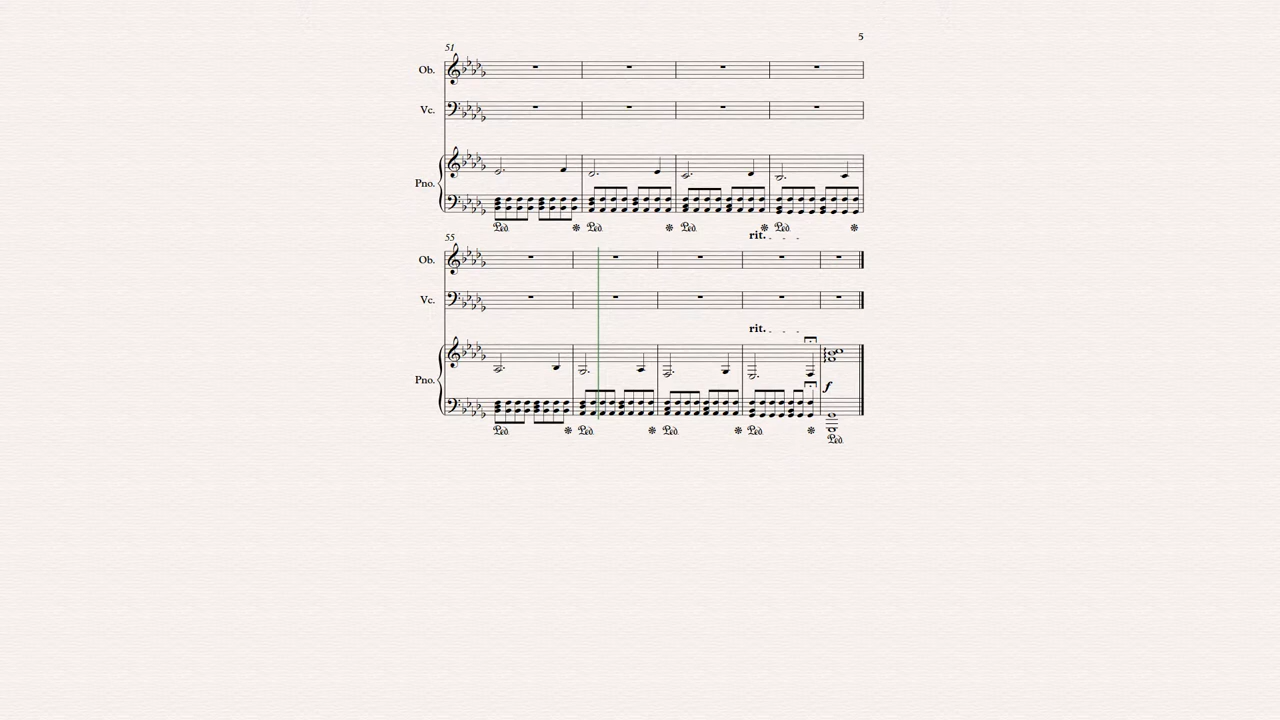 5
51
Ob.
Vc.
Pno.
Ped. Ped. Ped. Ped.
rit.
55
Ob.
Vc.
rit.
Pno.
f
Ped. Ped. Ped. Ped. Ped.